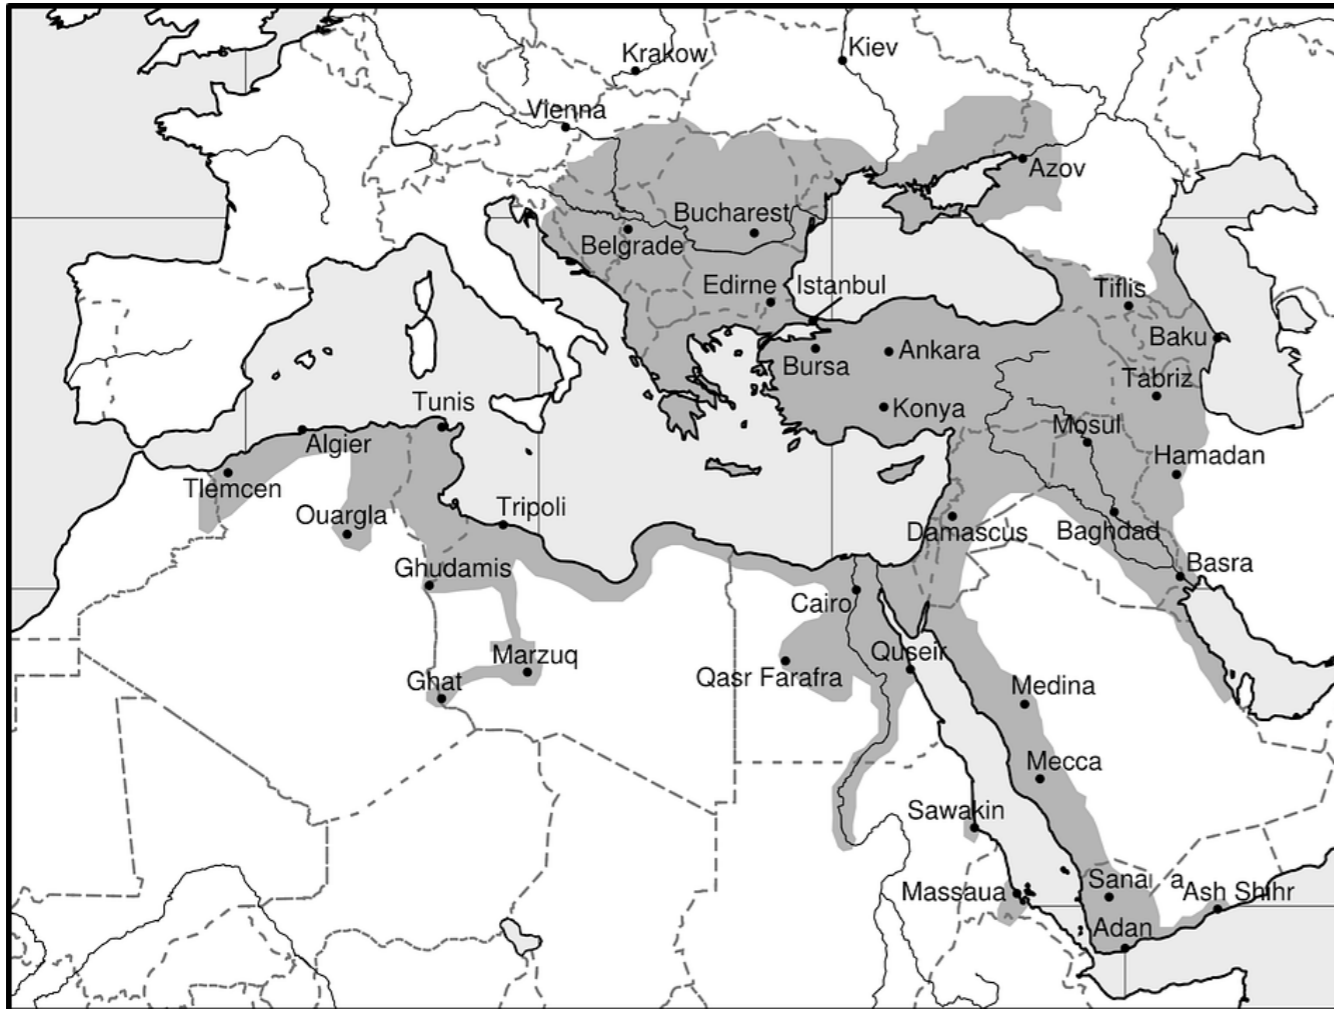 Krakow
Kiev
Vienna
Azov
Bucharest
Belgrade
Edirne
Istanbul
Tiflis
Baku
Bursa
Ankara
Tabriz
Tunis
Konya
Algier
Mosul
Hamadan
Tlemcen
Ouargla
Tripoli
Damascus
Baghdad
Ghudamis
Basra
Cairo
Marzuq
Quseir
Ghat
Qasr Farafra
Medina
Mecca
Sawakin
Massaua
Ash Shihr
Adan